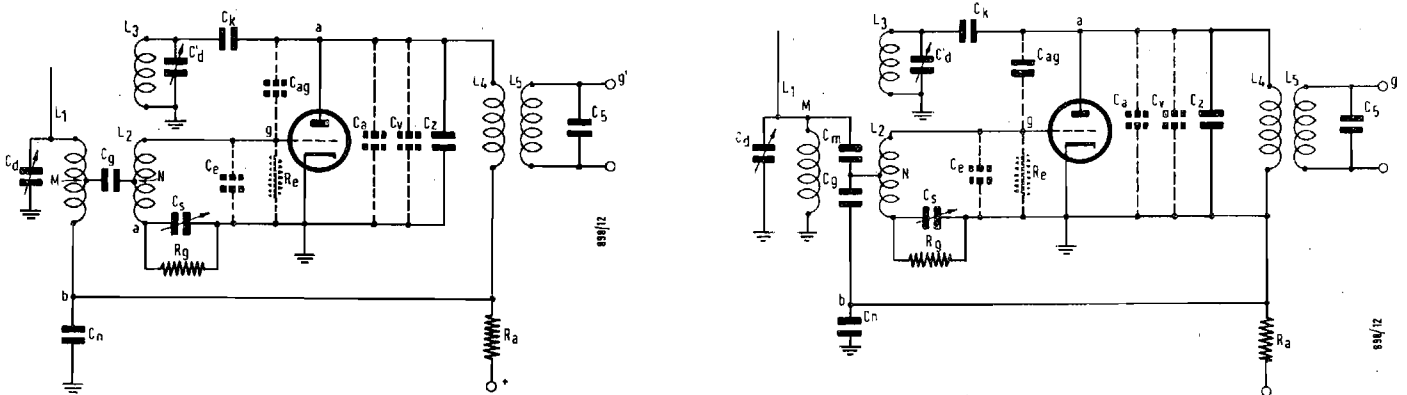 Ck
a
L3
C'd
Cag
L1
L4
L5
g'
L2
g
Ca
Cv
Cz
C5
Cd
Cg
M
N
Ce
Re
Cs
a
Rg
898/12
b
Cn
Ra
+
Ck
a
L3
C'd
Cag
L1
M
L4
L5
g
Cd
Cm
L2
g
Ca
Cv
Cz
C5
Cg
N
Ce
Re
Cs
Rg
b
Cn
Ra
898/12